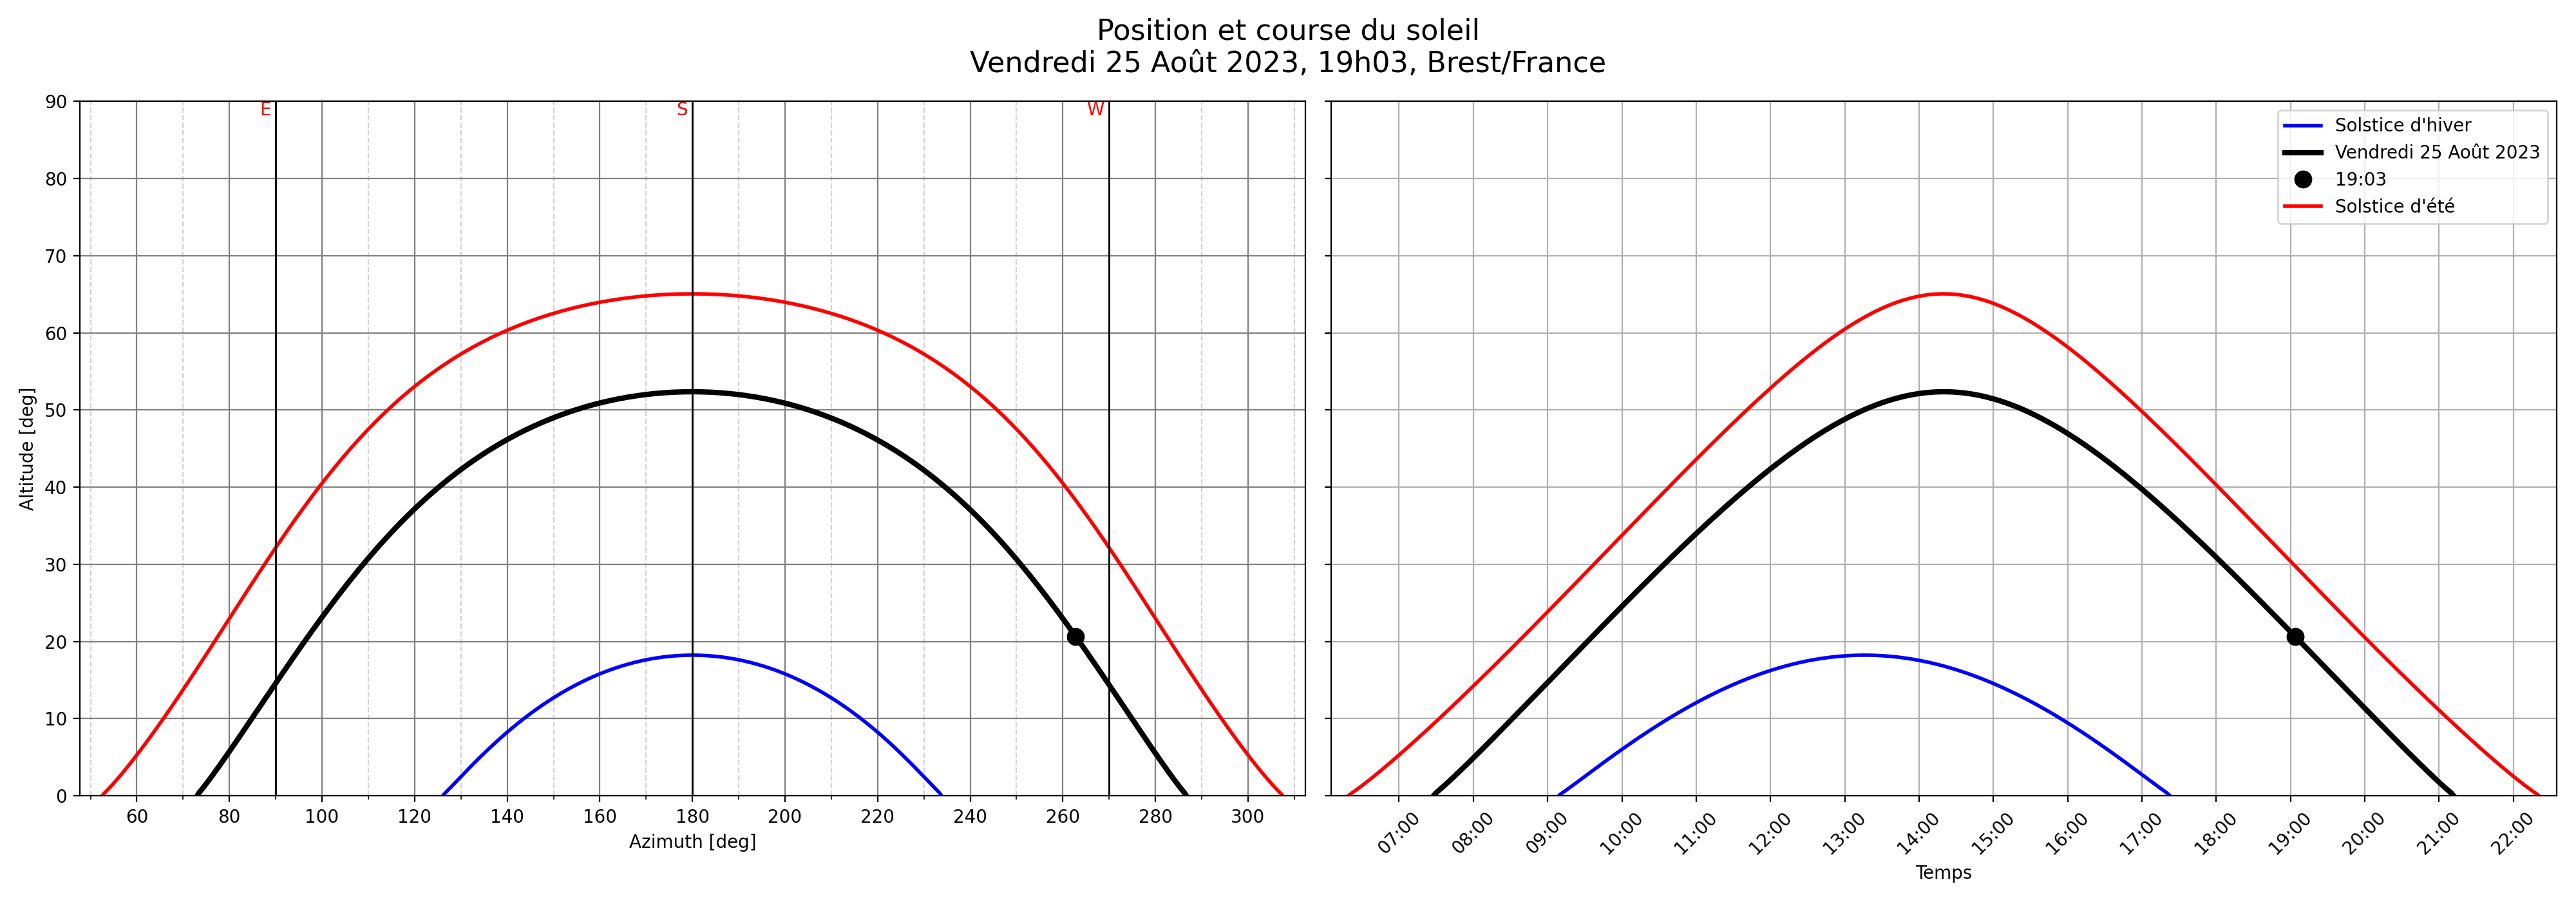 Position et course du soleil
Vendredi 25 Août 2023, 19h03, Brest/France
E
S
W
90
80
70
60
50
40
30
20
10
0
Altitude [deg]
60 80 100 120 140 160 180 200 220 240 260 280 300
Azimuth [deg]
Solstice d'hiver
Vendredi 25 Août 2023
19:03
Solstice d'été
07:00 08:00 09:00 10:00 11:00 12:00 13:00 14:00 15:00 16:00 17:00 18:00 19:00 20:00 21:00 22:00
Temps